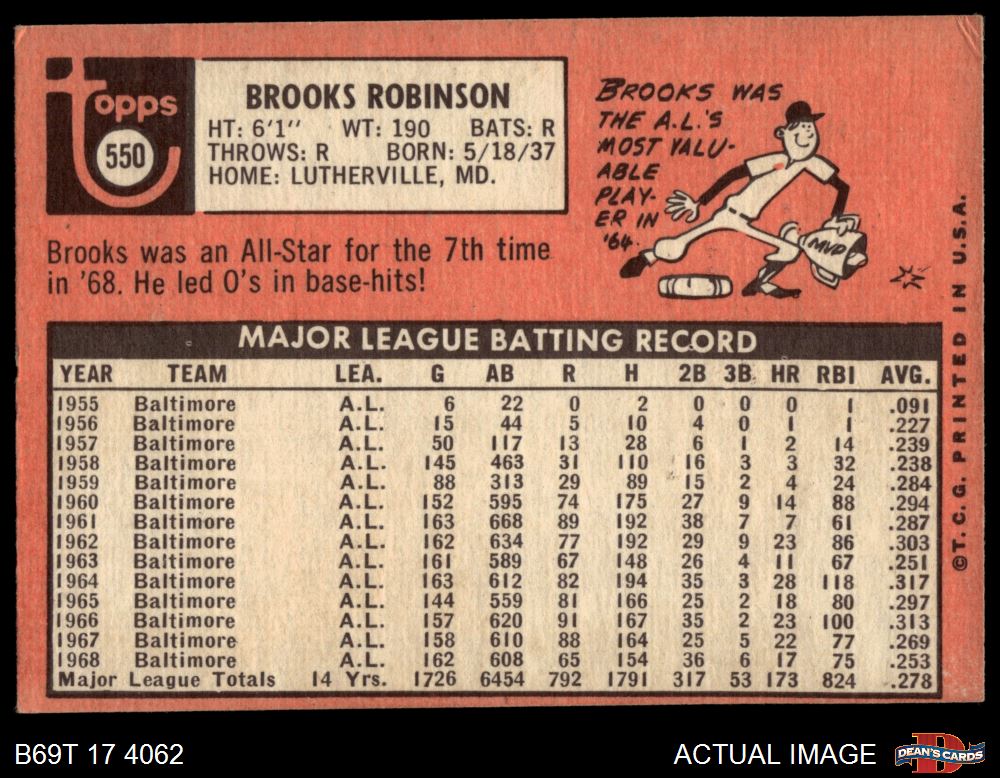 topps
550
BROOKS ROBINSON
HT: 6'1" WT: 190 BATS: R
THROWS: R BORN: 5/18/37
HOME: LUTHERVILLE, MD.
BROOKS WAS
THE A.L.'S
MOST VALU-
ABLE
PLAY-
ER IN
'64.
MVP
Brooks was an All-Star for the 7th time
in '68. He led O's in base-hits!
MAJOR LEAGUE BATTING RECORD
YEAR TEAM LEA. G AB R H 2B 3B HR RBI AVG.
1955 Baltimore A.L. 6 22 0 2 0 0 0 1 .091
1956 Baltimore A.L. 15 44 5 10 4 0 1 1 .227
1957 Baltimore A.L. 50 117 13 28 6 1 2 14 .239
1958 Baltimore A.L. 145 463 31 110 16 3 3 32 .238
1959 Baltimore A.L. 88 313 29 89 15 2 4 24 .284
1960 Baltimore A.L. 152 595 74 175 27 9 14 88 .294
1961 Baltimore A.L. 163 668 89 192 38 7 7 61 .287
1962 Baltimore A.L. 162 634 77 192 29 9 23 86 .303
1963 Baltimore A.L. 161 589 67 148 26 4 11 67 .251
1964 Baltimore A.L. 163 612 82 194 35 3 28 118 .317
1965 Baltimore A.L. 144 559 81 166 25 2 18 80 .297
1966 Baltimore A.L. 157 620 91 167 35 2 23 100 .313
1967 Baltimore A.L. 158 610 88 164 25 5 22 77 .269
1968 Baltimore A.L. 162 608 65 154 36 6 17 75 .253
Major League Totals 14 Yrs. 1726 6454 792 1791 317 53 173 824 .278
©T. C. G. PRINTED IN U.S.A.
B69T 17 4062
ACTUAL IMAGE
D
DEAN'S CARDS